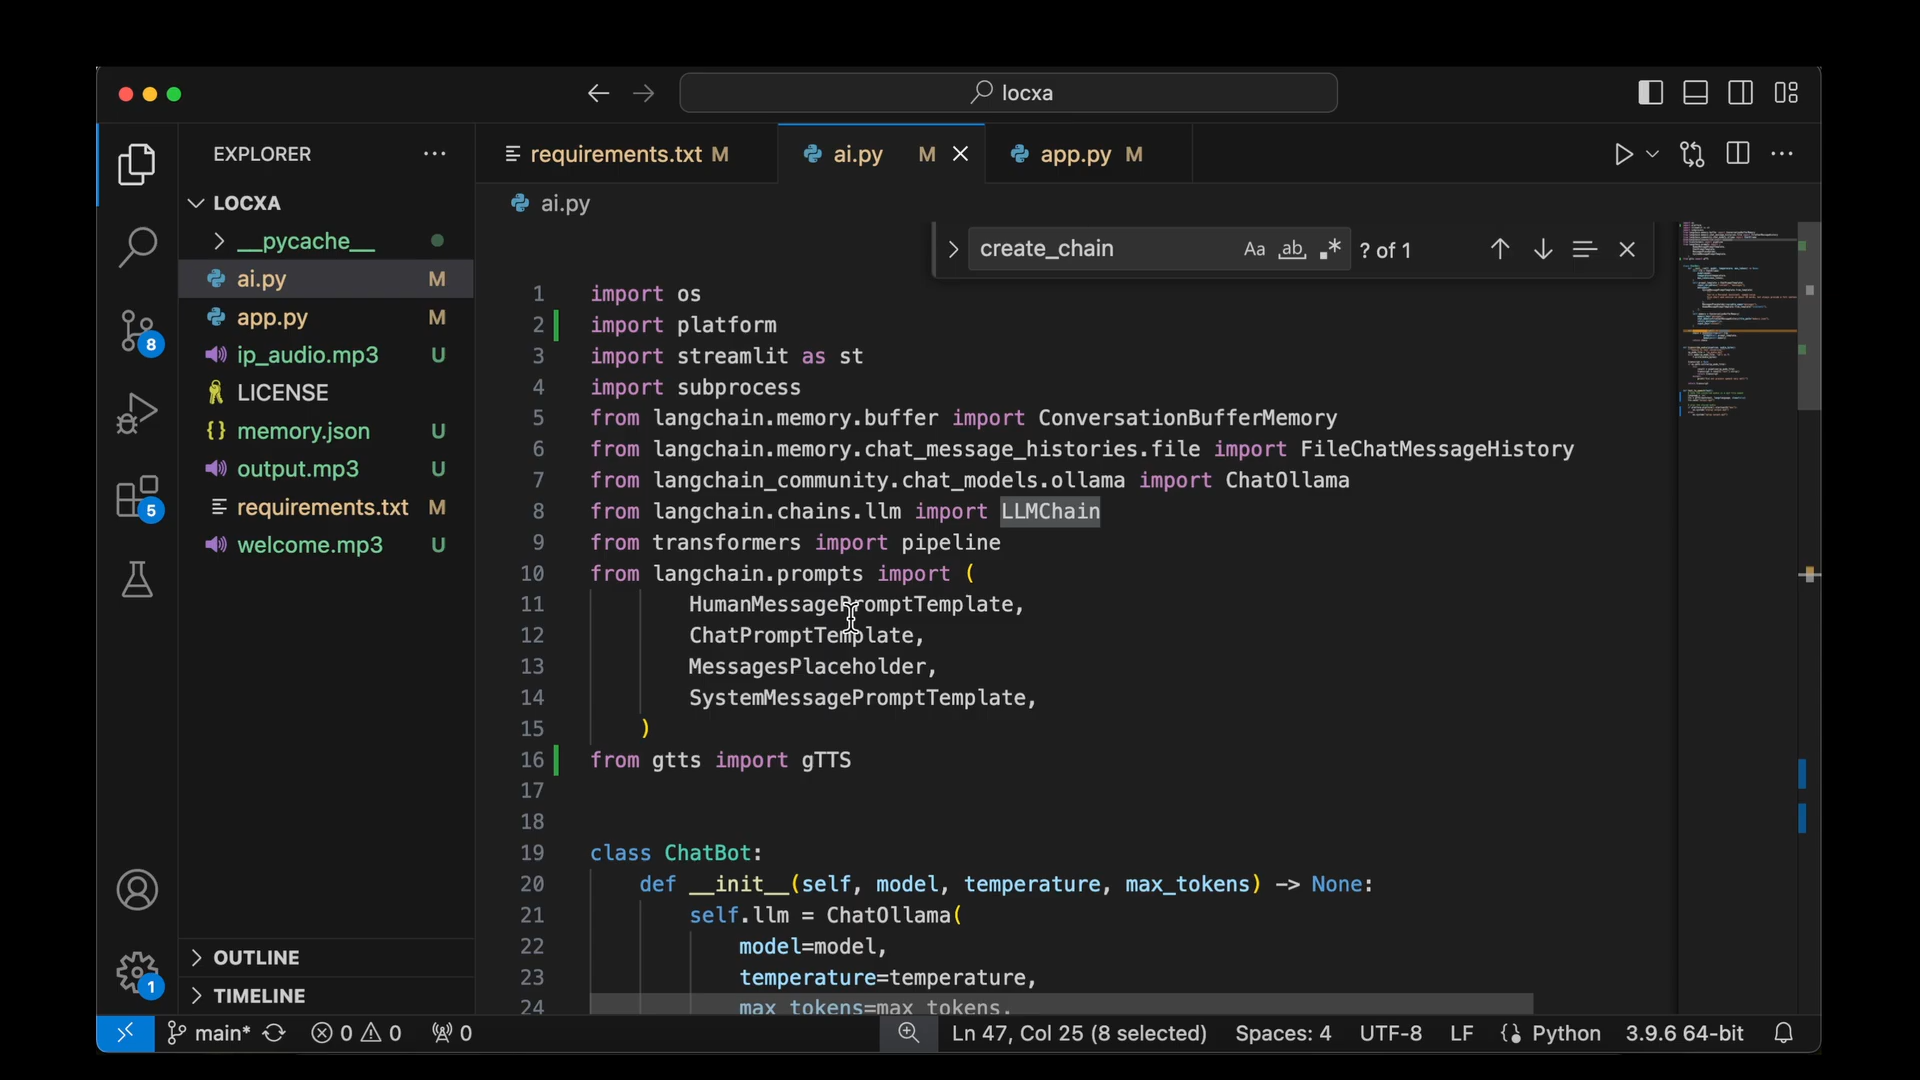 locxa
EXPLORER
requirements.txt M
ai.py M
app.py M
LOCXA
ai.py
__pycache__
create_chain Aa ab ? of 1
ai.py M
app.py M
ip_audio.mp3 U
LICENSE
memory.json U
output.mp3 U
requirements.txt M
welcome.mp3 U
8
5
1
OUTLINE
TIMELINE
1 import os
2 import platform
3 import streamlit as st
4 import subprocess
5 from langchain.memory.buffer import ConversationBufferMemory
6 from langchain.memory.chat_message_histories.file import FileChatMessageHistory
7 from langchain_community.chat_models.ollama import ChatOllama
8 from langchain.chains.llm import LLMChain
9 from transformers import pipeline
10 from langchain.prompts import (
11 HumanMessagePromptTemplate,
12 ChatPromptTemplate,
13 MessagesPlaceholder,
14 SystemMessagePromptTemplate,
15 )
16 from gtts import gTTS
17
18
19 class ChatBot:
20 def __init__(self, model, temperature, max_tokens) -> None:
21 self.llm = ChatOllama(
22 model=model,
23 temperature=temperature,
24 max_tokens=max_tokens,
main* 0 0 0 Ln 47, Col 25 (8 selected) Spaces: 4 UTF-8 LF Python 3.9.6 64-bit